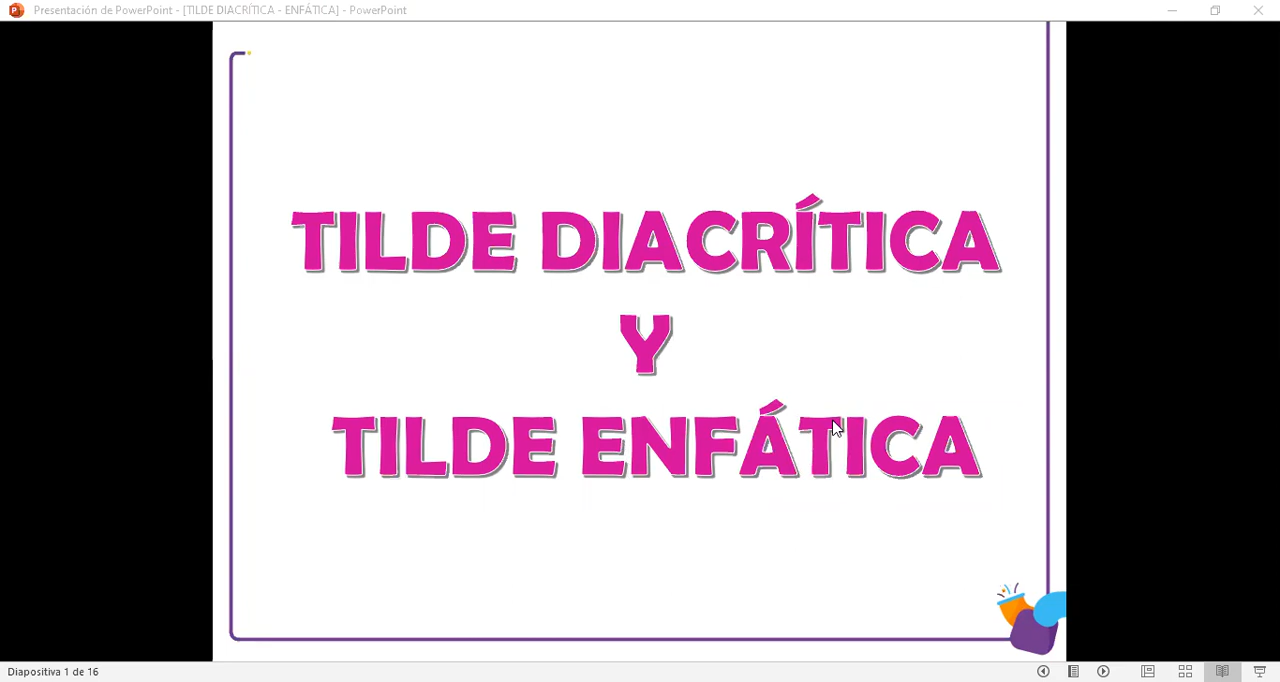 Presentación de PowerPoint - [TILDE DIACRÍTICA - ENFÁTICA] - PowerPoint
TILDE DIACRÍTICA
Y
TILDE ENFÁTICA
Diapositiva 1 de 16